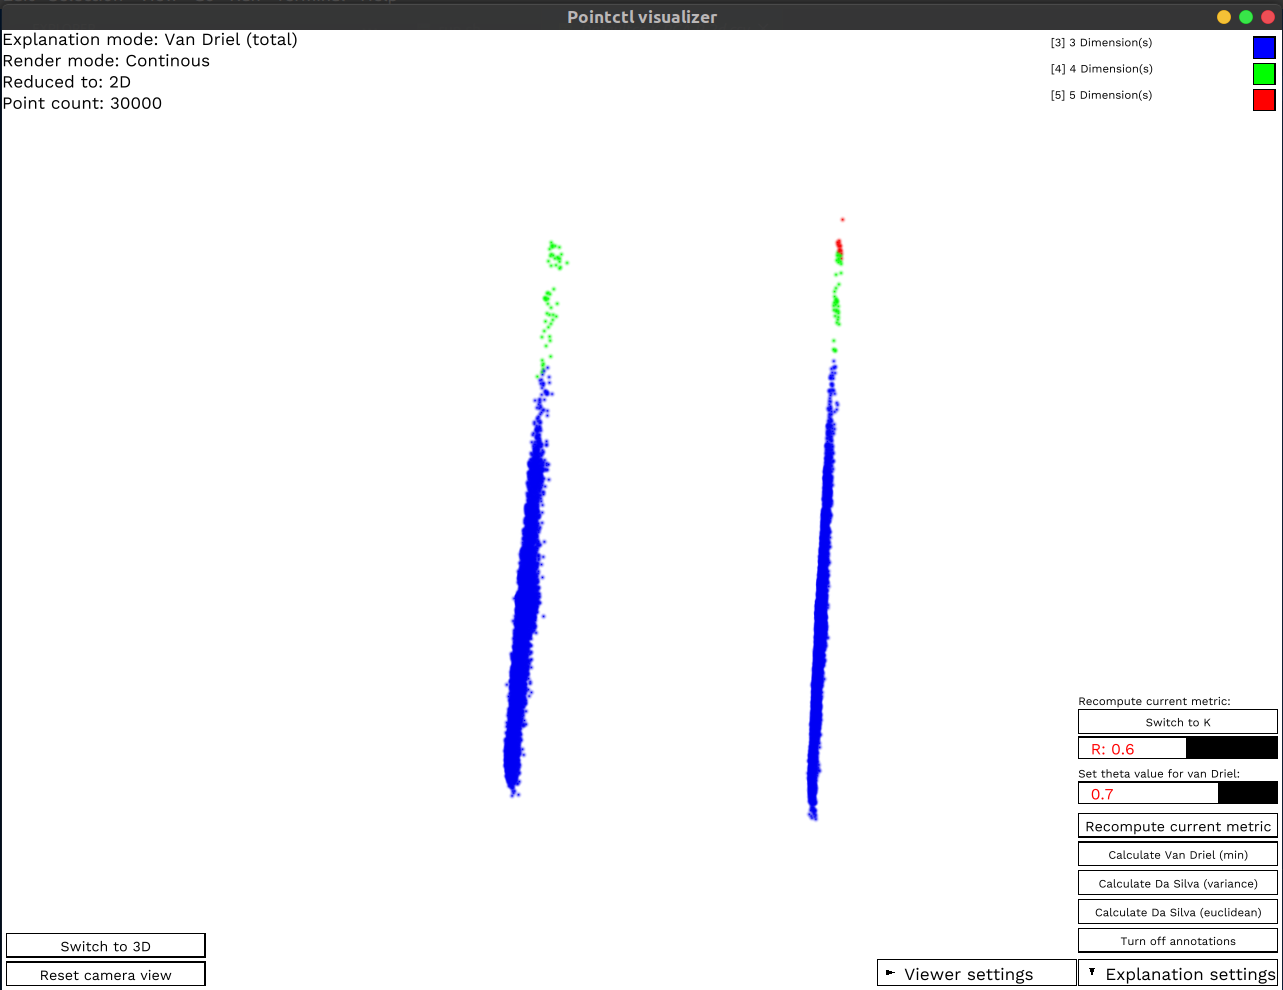 Pointctl visualizer
Explanation mode: Van Driel (total)
Render mode: Continous
Reduced to: 2D
Point count: 30000
[3] 3 Dimension(s)
[4] 4 Dimension(s)
[5] 5 Dimension(s)
Recompute current metric:
Switch to K
R: 0.6
Set theta value for van Driel:
0.7
Recompute current metric
Calculate Van Driel (min)
Calculate Da Silva (variance)
Calculate Da Silva (euclidean)
Turn off annotations
Switch to 3D
Reset camera view
Viewer settings
Explanation settings